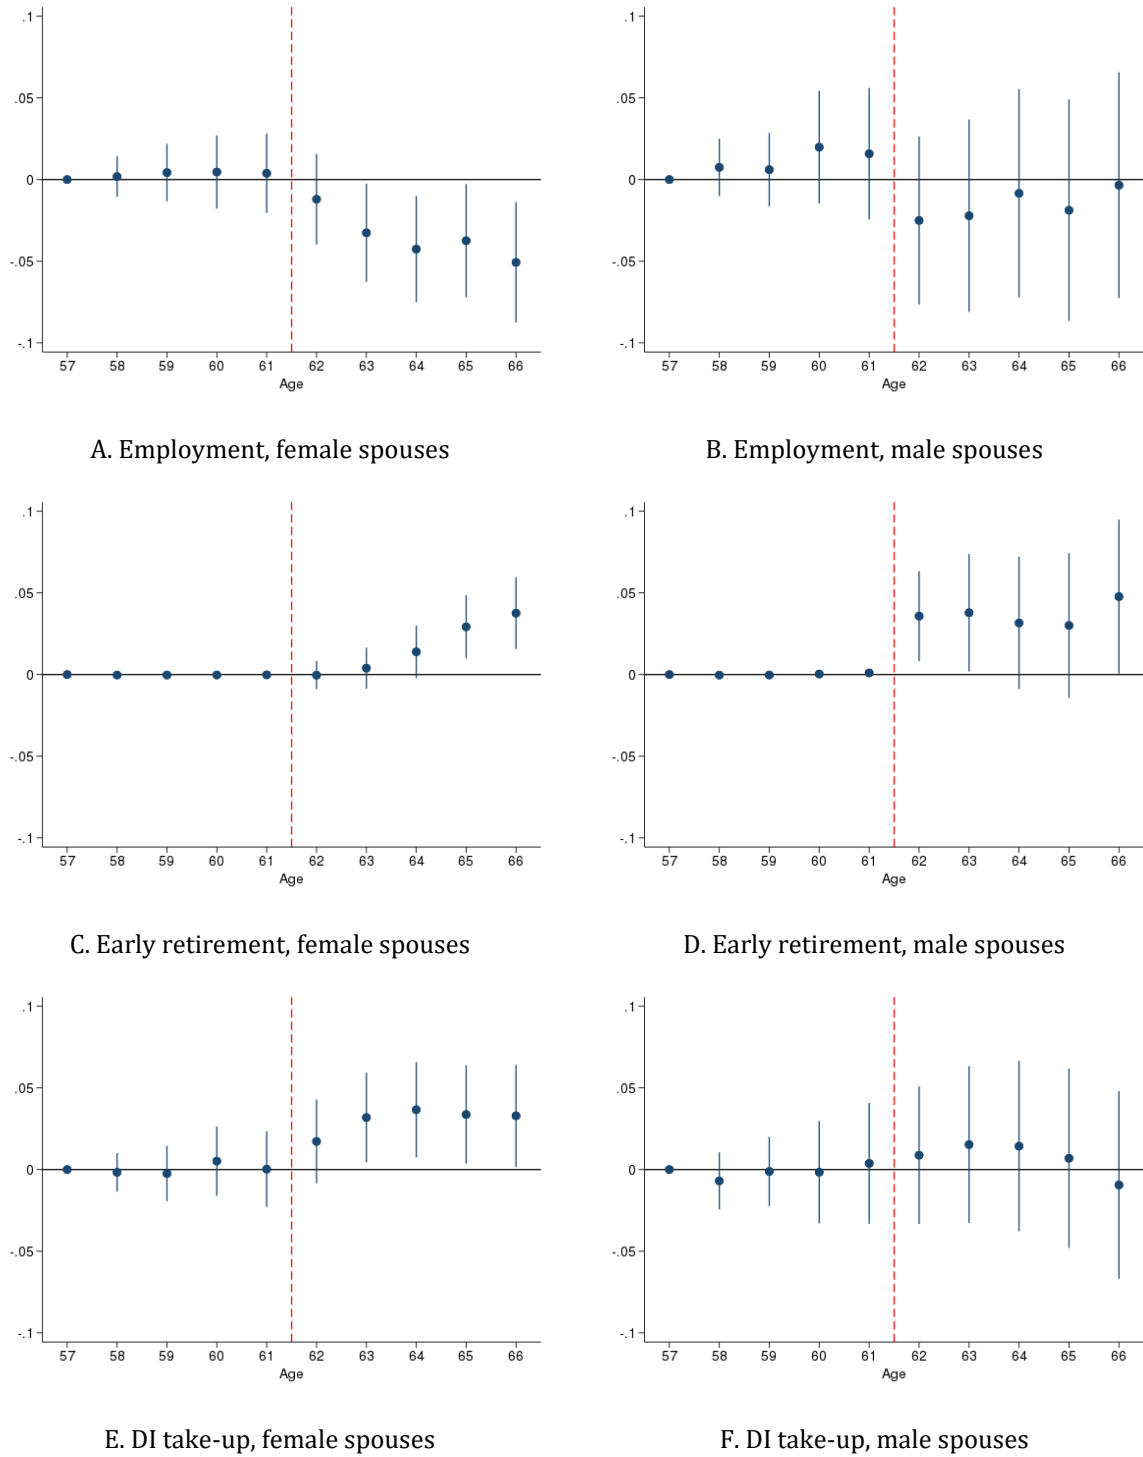 .1
.05
0
-.05
-.1
57 58 59 60 61 62 63 64 65 66
Age
.1
.05
0
-.05
-.1
57 58 59 60 61 62 63 64 65 66
Age
A. Employment, female spouses
B. Employment, male spouses
.1
.05
0
-.05
-.1
57 58 59 60 61 62 63 64 65 66
Age
.1
.05
0
-.05
-.1
57 58 59 60 61 62 63 64 65 66
Age
C. Early retirement, female spouses
D. Early retirement, male spouses
.1
.05
0
-.05
-.1
57 58 59 60 61 62 63 64 65 66
Age
.1
.05
0
-.05
-.1
57 58 59 60 61 62 63 64 65 66
Age
E. DI take-up, female spouses
F. DI take-up, male spouses